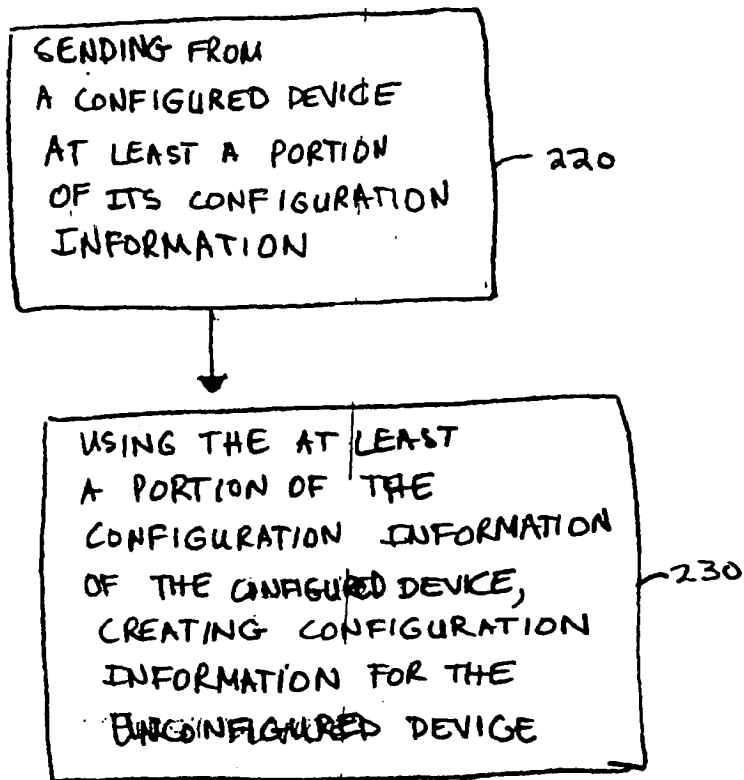 SENDING FROM
A CONFIGURED DEVICE
AT LEAST A PORTION
OF ITS CONFIGURATION
INFORMATION
220
USING THE AT LEAST
A PORTION OF THE
CONFIGURATION INFORMATION
OF THE CONFIGURED DEVICE,
CREATING CONFIGURATION
INFORMATION FOR THE
UNCONFIGURED DEVICE
230